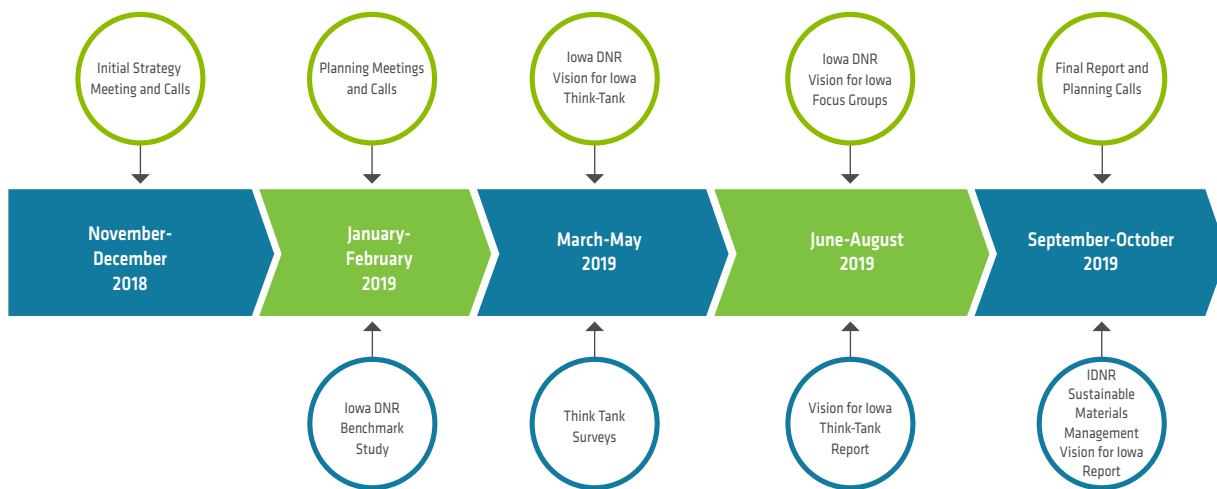 Initial Strategy
Meeting and Calls
Planning Meetings
and Calls
Iowa DNR
Vision for Iowa
Think-Tank
Iowa DNR
Vision for Iowa
Focus Groups
Final Report and
Planning Calls
November-
December
2018
January-
February
2019
March-May
2019
June-August
2019
September-October
2019
Iowa DNR
Benchmark
Study
Think Tank
Surveys
Vision for Iowa
Think-Tank
Report
IDNR
Sustainable
Materials
Management
Vision for Iowa
Report